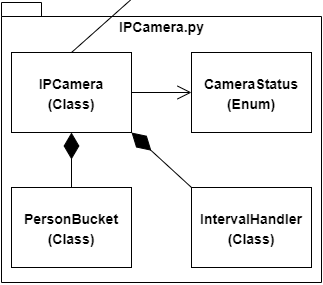 IPCamera.py
IPCamera
(Class)
CameraStatus
(Enum)
PersonBucket
(Class)
IntervalHandler
(Class)